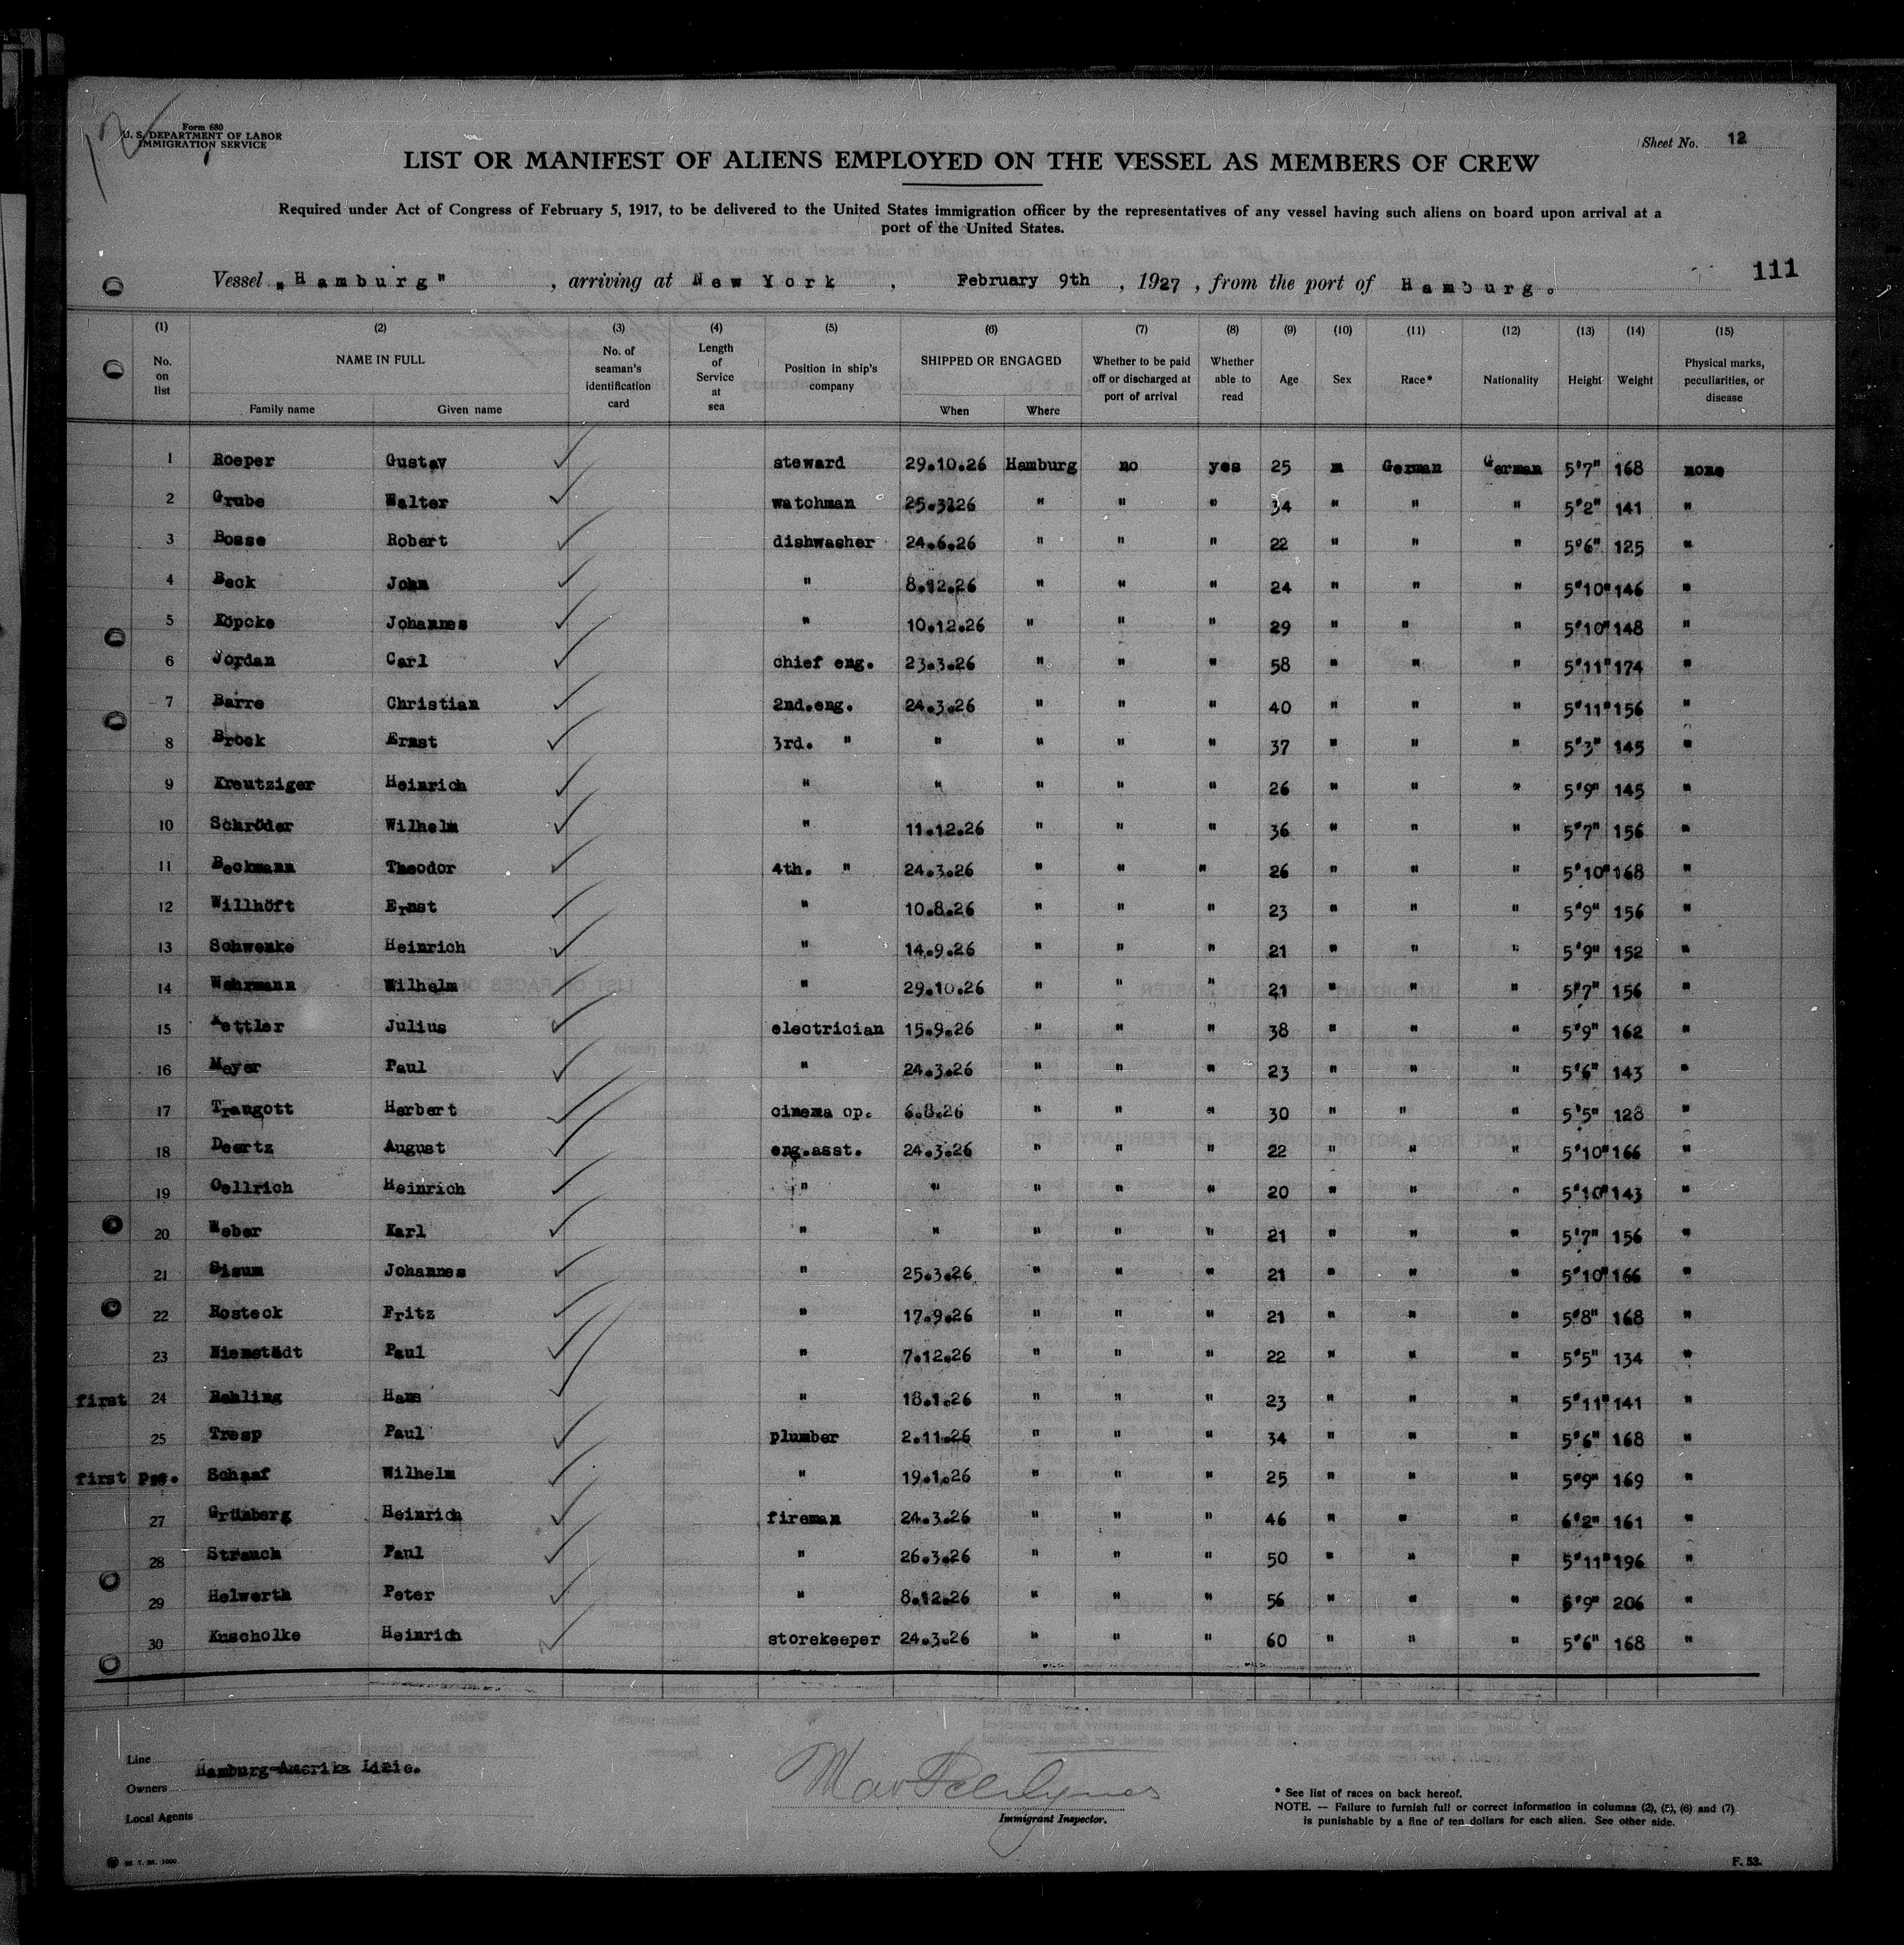 12
Form 680
U. S. DEPARTMENT OF LABOR
IMMIGRATION SERVICE
Sheet No. 12
LIST OR MANIFEST OF ALIENS EMPLOYED ON THE VESSEL AS MEMBERS OF CREW
Required under Act of Congress of February 5, 1917, to be delivered to the United States immigration officer by the representatives of any vessel having such aliens on board upon arrival at a
port of the United States.
111
Vessel „Hamburg" , arriving at New York , February 9th , 1927 , from the port of Hamburg.
(1) (2) (3) (4) (5) (6) (7) (8) (9) (10) (11) (12) (13) (14) (15)
No. on list NAME IN FULL Family name Given name No. of seaman's identification card Length of Service at sea Position in ship's company SHIPPED OR ENGAGED When Where Whether to be paid off or discharged at port of arrival Whether able to read Age Sex Race* Nationality Height Weight Physical marks, peculiarities, or disease
1 Roeper Gustav steward 29.10.26 Hamburg no yes 25 m German German 5'7" 168 none
2 Grube Walter watchman 25.3.26 " " " 34 " " " 5'2" 141 "
3 Bosse Robert dishwasher 24.6.26 " " " 22 " " " 5'6" 125 "
4 Beck John " 8.12.26 " " " 24 " " " 5'10" 146 "
5 Köpcke Johannes " 10.12.26 " " " 29 " " " 5'10" 148 "
6 Jordan Carl chief eng. 23.3.26 " " " 58 " " " 5'11" 174 "
7 Barre Christian 2nd.eng. 24.3.26 " " " 40 " " " 5'11" 156 "
8 Brock Ernst 3rd. " " " " " 37 " " " 5'3" 145 "
9 Kreutziger Heinrich " " " " " 26 " " " 5'9" 145 "
10 Schröder Wilhelm " 11.12.26 " " " 36 " " " 5'7" 156 "
11 Beckmann Theodor 4th. " 24.3.26 " " " 26 " " " 5'10" 168 "
12 Willhöft Ernst " 10.8.26 " " " 23 " " " 5'9" 156 "
13 Schwenke Heinrich " 14.9.26 " " " 21 " " " 5'9" 152 "
14 Wehrmann Wilhelm " 29.10.26 " " " 21 " " " 5'7" 156 "
15 Kettler Julius electrician 15.9.26 " " " 38 " " " 5'9" 162 "
16 Meyer Paul " 24.3.26 " " " 23 " " " 5'6" 143 "
17 Traugott Herbert cinema op. 6.8.26 " " " 30 " " " 5'5" 128 "
18 Deertz August eng.asst. 24.3.26 " " " 22 " " " 5'10" 166 "
19 Oellrich Heinrich " " " " " 20 " " " 5'10" 143 "
20 Weber Karl " " " " " 21 " " " 5'7" 156 "
21 Sisum Johannes " 25.3.26 " " " 21 " " " 5'10" 166 "
22 Rosteck Fritz " 17.9.26 " " " 21 " " " 5'8" 168 "
23 Niemstädt Paul " 7.12.26 " " " 22 " " " 5'5" 134 "
first 24 Rehling Hans " 18.1.26 " " " 23 " " " 5'11" 141 "
25 Tresp Paul plumber 2.11.26 " " " 34 " " " 5'6" 168 "
first Schaaf Wilhelm " 19.1.26 " " " 25 " " " 5'9" 169 "
27 Grünberg Heinrich fireman 24.3.26 " " " 46 " " " 6'2" 161 "
28 Strauch Paul " 26.3.26 " " " 50 " " " 5'11" 196 "
29 Helwerth Peter " 8.12.26 " " " 56 " " " 6'9" 206 "
30 Kuscholke Heinrich storekeeper 24.3.26 " " " 60 " " " 5'6" 168 "
Line
Hamburg-Amerika Linie.
Owners
Local Agents
Immigrant Inspector.
* See list of races on back hereof.
NOTE. — Failure to furnish full or correct information in columns (2), (5), (6) and (7)
is punishable by a fine of ten dollars for each alien. See other side.
F. 53.